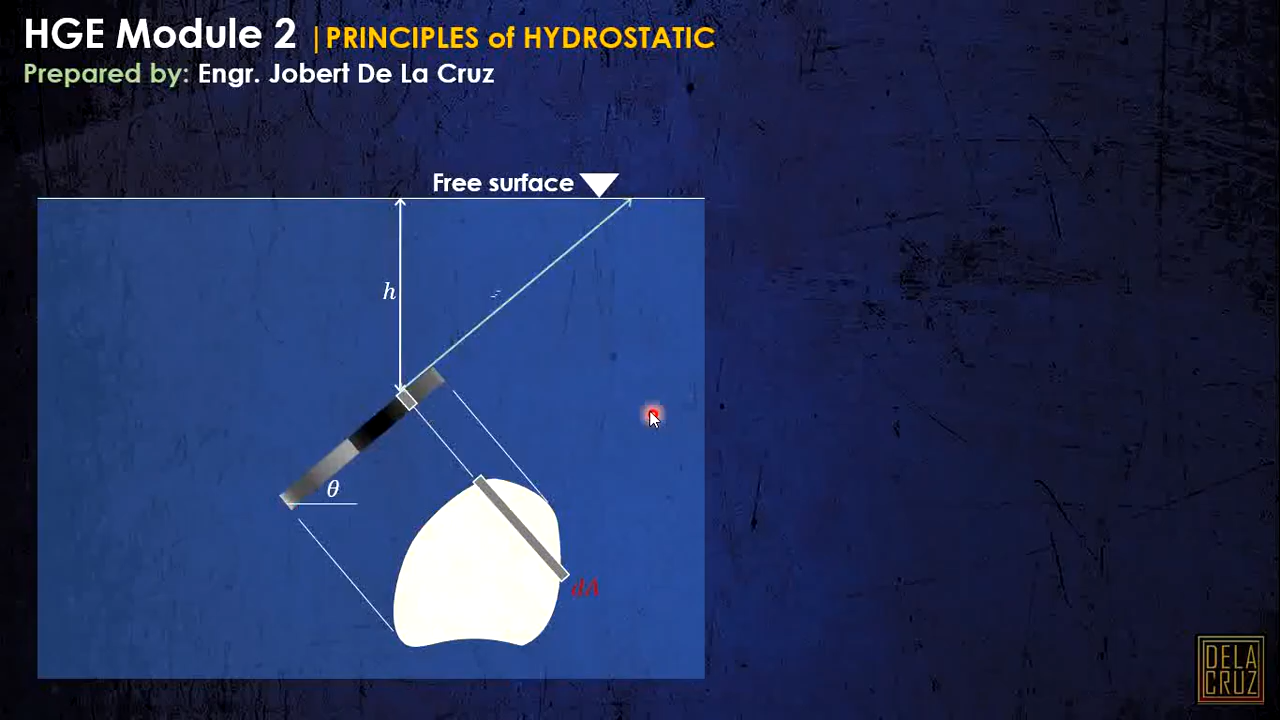 HGE Module 2 | PRINCIPLES of HYDROSTATIC
Prepared by: Engr. Jobert De La Cruz
Free surface
h
θ
dA
DELA
CRUZ